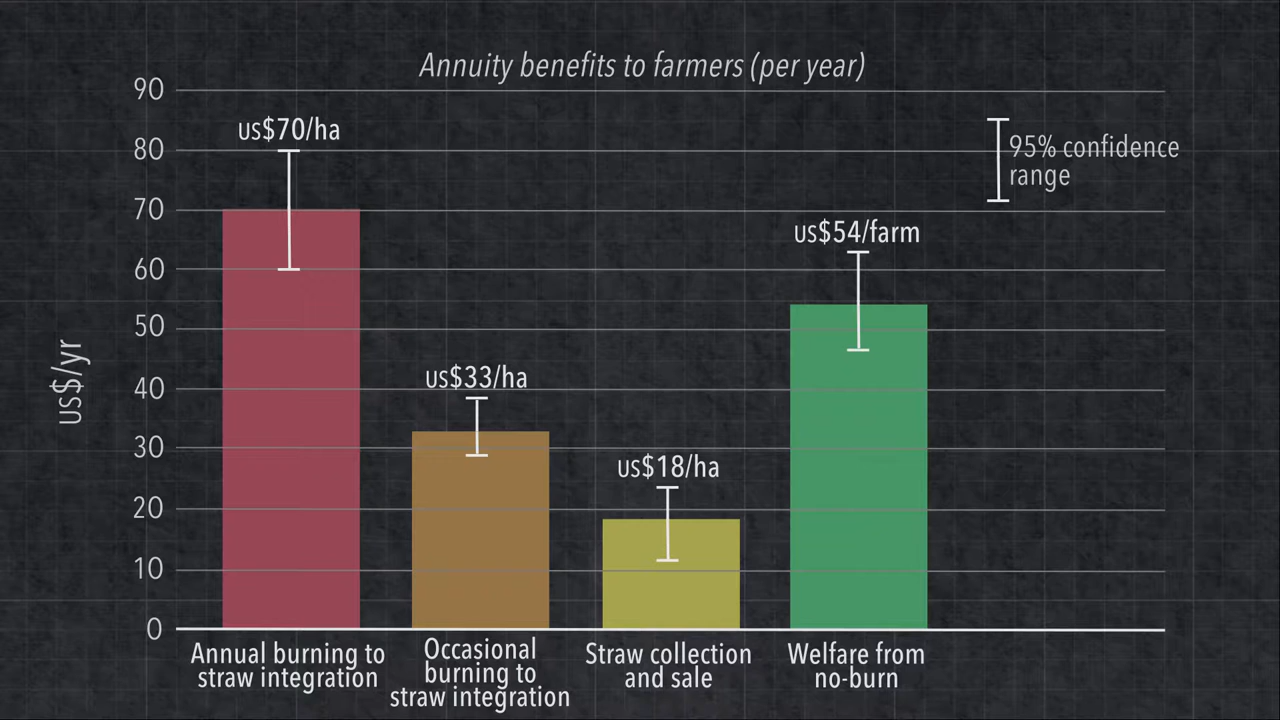 Annuity benefits to farmers (per year)
90
80
70
60
50
40
30
20
10
0
US$/yr
US$70/ha
US$33/ha
US$18/ha
US$54/farm
95% confidence
range
Annual burning to
straw integration
Occasional
burning to
straw integration
Straw collection
and sale
Welfare from
no-burn